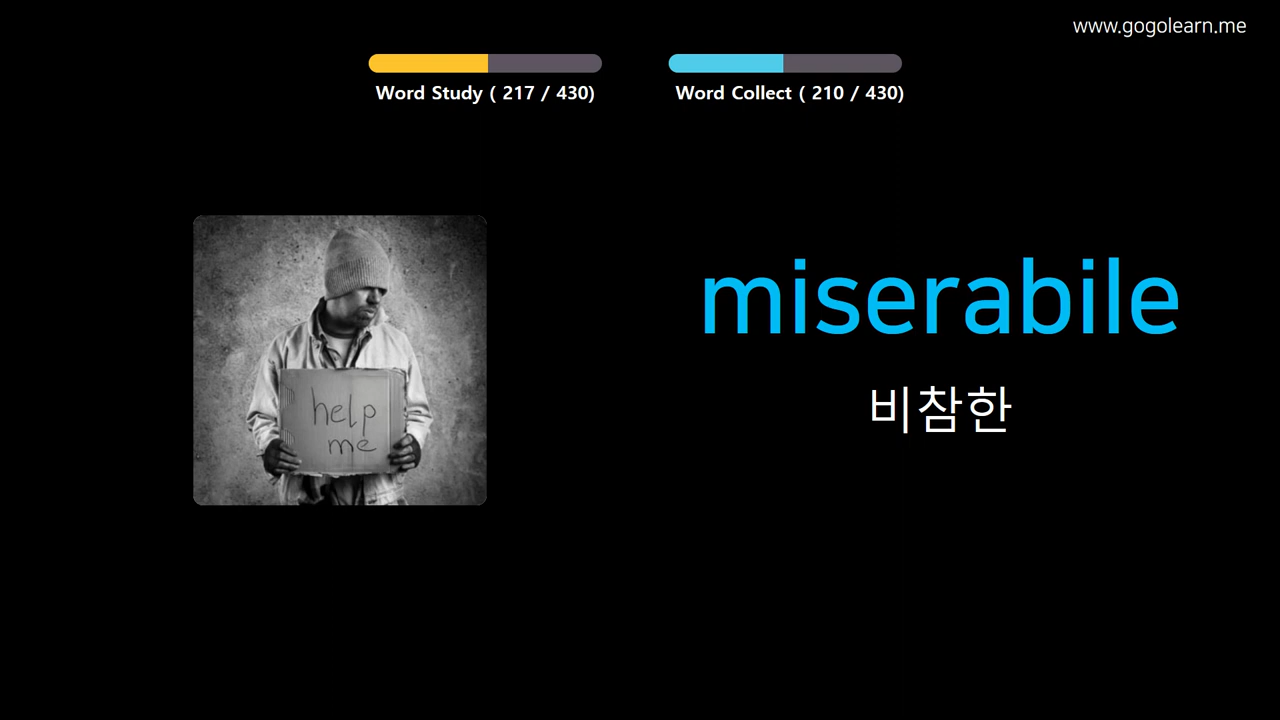 www.gogolearn.me
Word Study ( 217 / 430)
Word Collect ( 210 / 430)
miserabile
비참한
help
me